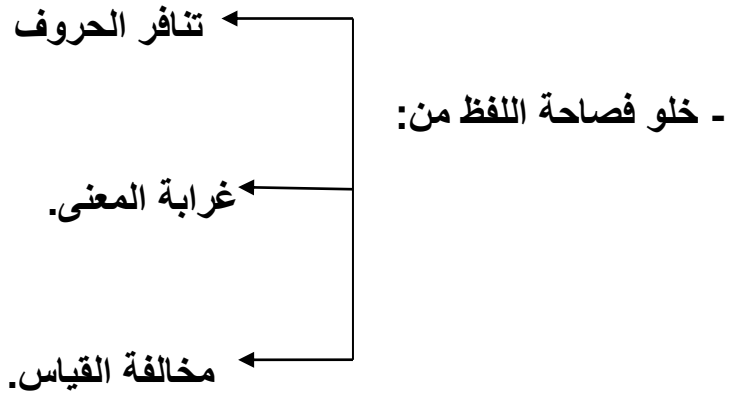 تنافر الحروف
- خلو فصاحة اللفظ من:
غرابة المعنى.
مخالفة القياس.